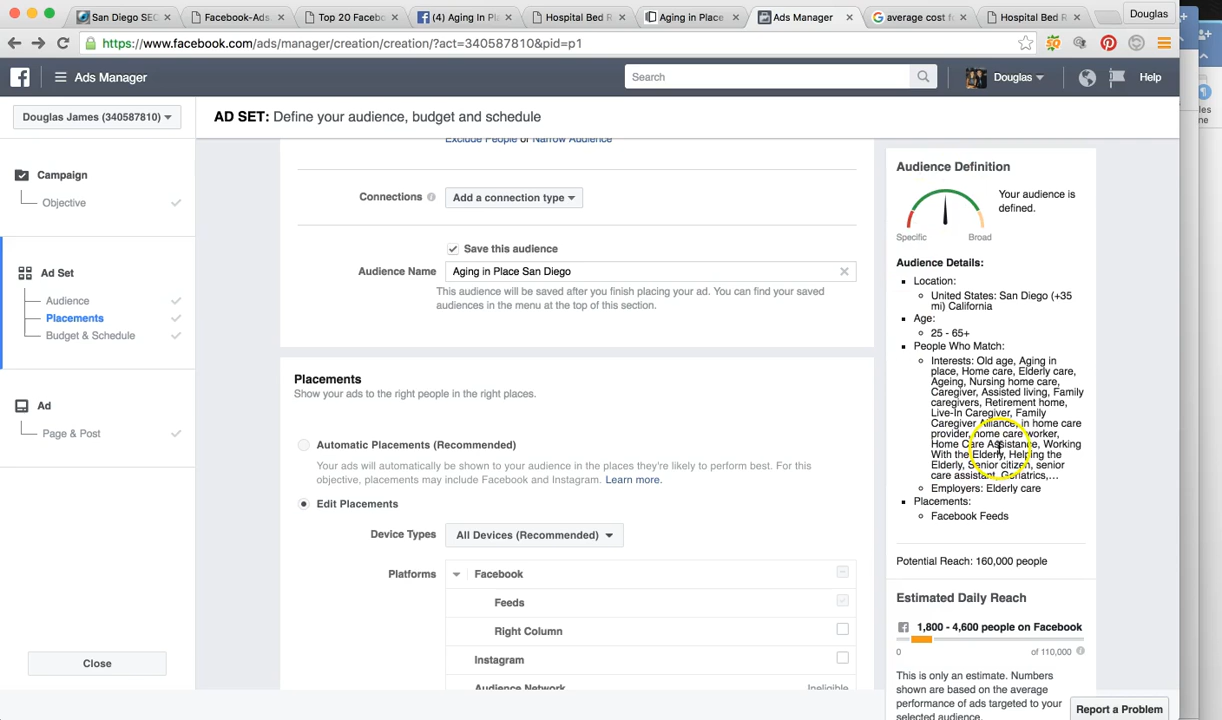 San Diego SEO
Facebook-Ads
Top 20 Faceb
(4) Aging In Pl
Hospital Bed R
Aging in Place
Ads Manager
average cost f
Hospital Bed R
Douglas
https://www.facebook.com/ads/manager/creation/creation/?act=340587810&pid=p1
Ads Manager
Search
Douglas
Help
Douglas James (340587810)
AD SET: Define your audience, budget and schedule
Campaign
Objective
Ad Set
Audience
Placements
Budget & Schedule
Ad
Page & Post
Close
Exclude People or Narrow Audience
Connections
Add a connection type
Save this audience
Audience Name
Aging in Place San Diego
This audience will be saved after you finish placing your ad. You can find your saved
audiences in the menu at the top of this section.
Placements
Show your ads to the right people in the right places.
Automatic Placements (Recommended)
Your ads will automatically be shown to your audience in the places they're likely to perform best. For this
objective, placements may include Facebook and Instagram. Learn more.
Edit Placements
Device Types
All Devices (Recommended)
Platforms
Facebook
Feeds
Right Column
Instagram
Audience Network
Ineligible
Audience Definition
Your audience is
defined.
Specific
Broad
Audience Details:
Location:
United States: San Diego (+35
mi) California
Age:
25 - 65+
People Who Match:
Interests: Old age, Aging in
place, Home care, Elderly care,
Ageing, Nursing home care,
Caregiver, Assisted living, Family
caregivers, Retirement home,
Live-In Caregiver, Family
Caregiver Alliance, in home care
provider, home care worker,
Home Care Assistance, Working
With the Elderly, Helping the
Elderly, Senior citizen, senior
care assistant, Geriatrics,...
Employers: Elderly care
Placements:
Facebook Feeds
Potential Reach: 160,000 people
Estimated Daily Reach
1,800 - 4,600 people on Facebook
0
of 110,000
This is only an estimate. Numbers
shown are based on the average
performance of ads targeted to your
selected audience.
Report a Problem